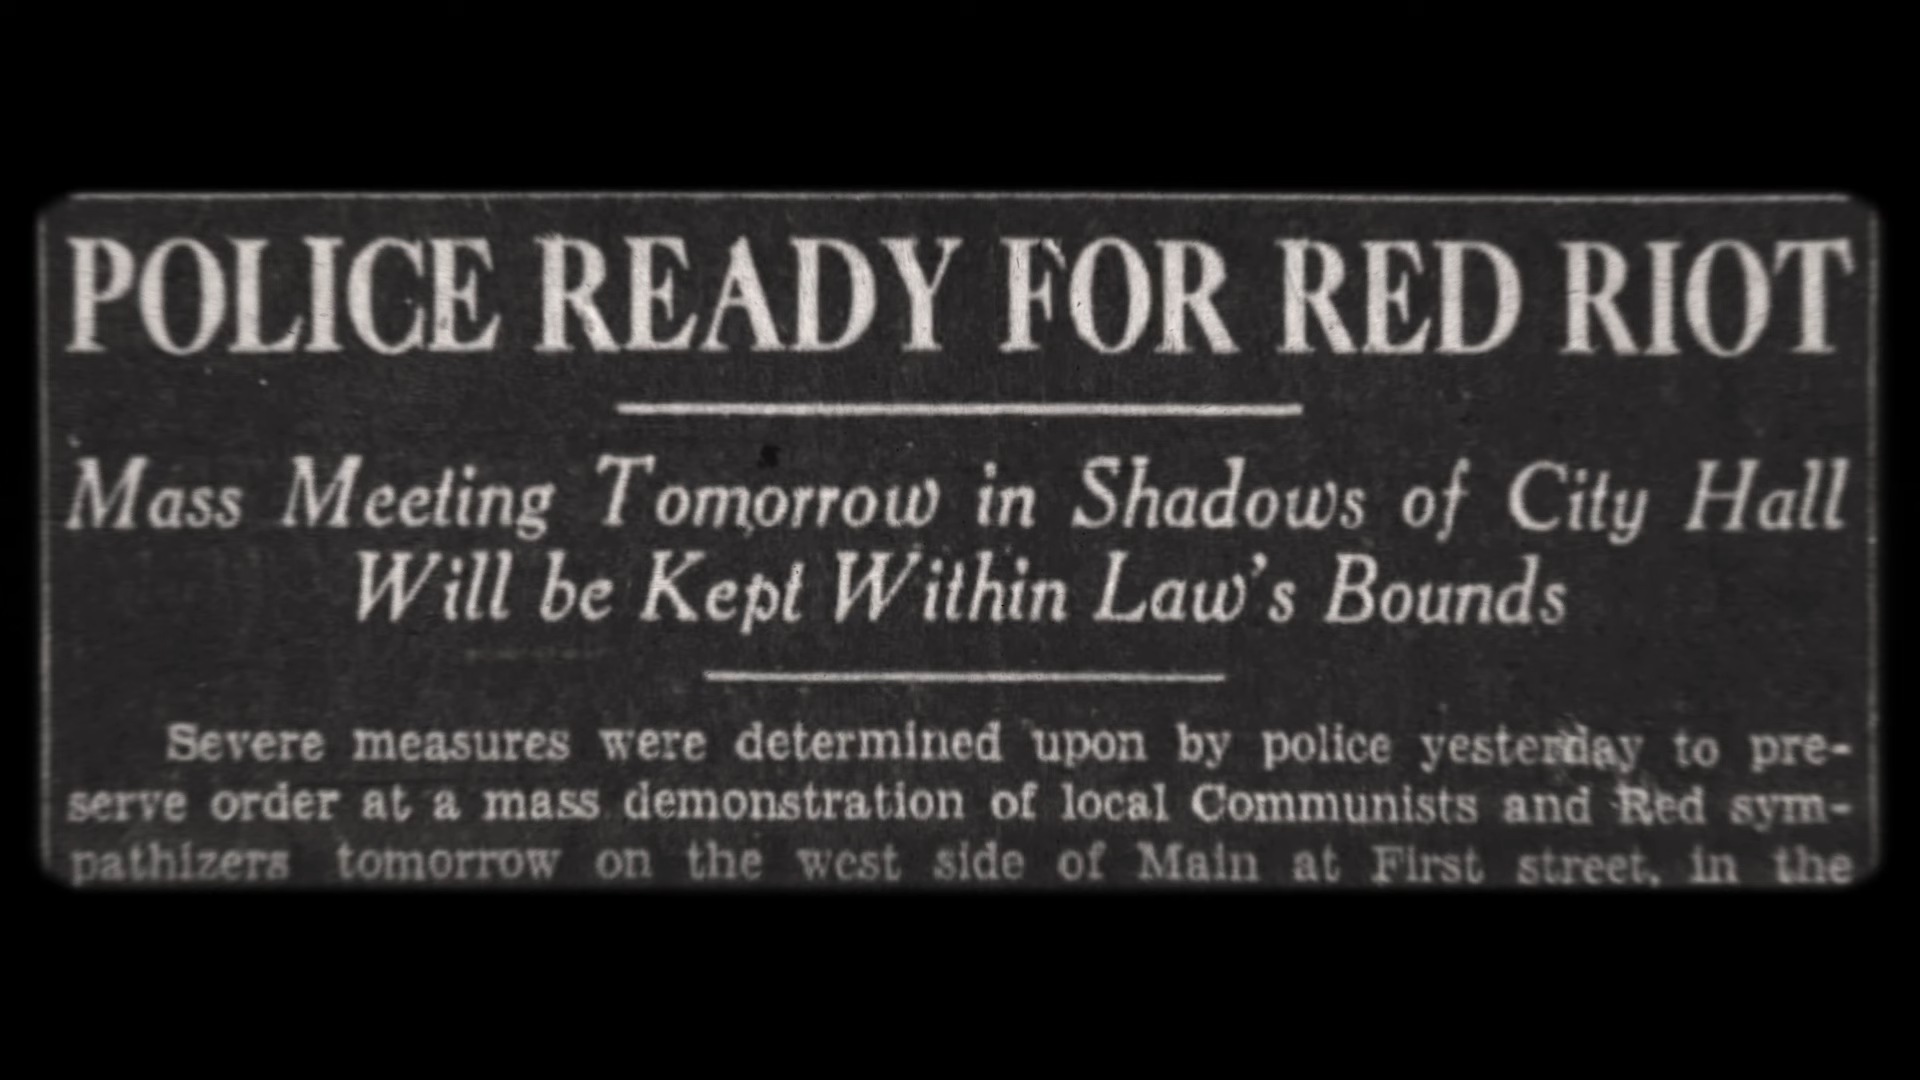 POLICE READY FOR RED RIOT
Mass Meeting Tomorrow in Shadows of City Hall
Will be Kept Within Law's Bounds
Severe measures were determined upon by police yesterday to pre-
serve order at a mass demonstration of local Communists and Red sym-
pathizers tomorrow on the west side of Main at First street, in the